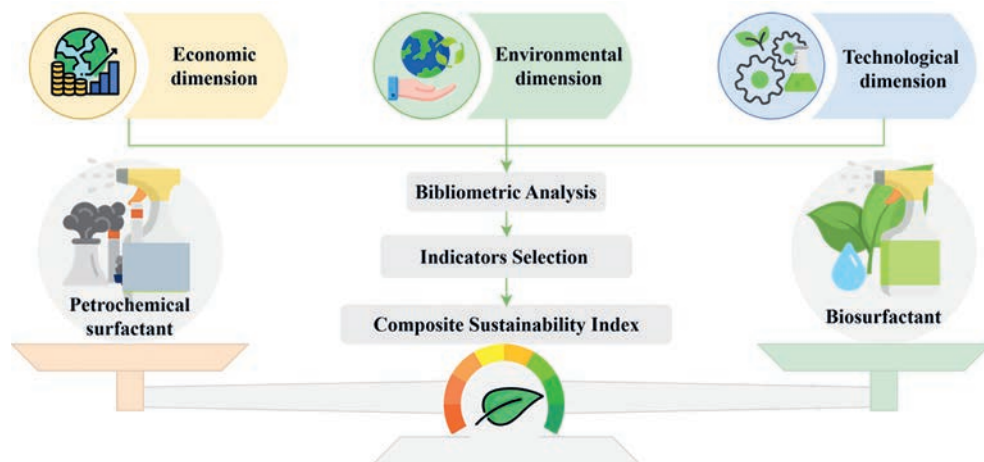 Economic
dimension
Environmental
dimension
Technological
dimension
Bibliometric Analysis
Indicators Selection
Composite Sustainability Index
Petrochemical
surfactant
Biosurfactant